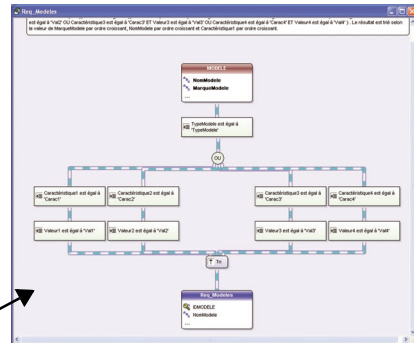 Req_Modeles
est égal à 'Val2' OU Caractéristique3 est égal à 'Carac3' ET Valeur3 est égal à 'Val3' OU Caractéristique4 est égal à 'Carac4' ET Valeur4 est égal à 'Val4' ) . Le résultat est trié selon
la valeur de MarqueModele par ordre croissant, NomModele par ordre croissant et Caractéristique1 par ordre croissant.
MODELE
NomModele
MarqueModele
...
TypeModele est égal à
'TypeModele'
OU
Caractéristique1 est égal à
'Carac1'
Caractéristique2 est égal à
'Carac2'
Caractéristique3 est égal à
'Carac3'
Caractéristique4 est égal à
'Carac4'
Valeur1 est égal à 'Val1'
Valeur2 est égal à 'Val2'
Valeur3 est égal à 'Val3'
Valeur4 est égal à 'Val4'
Tri
Req_Modeles
IDMODELE
NomModele
...